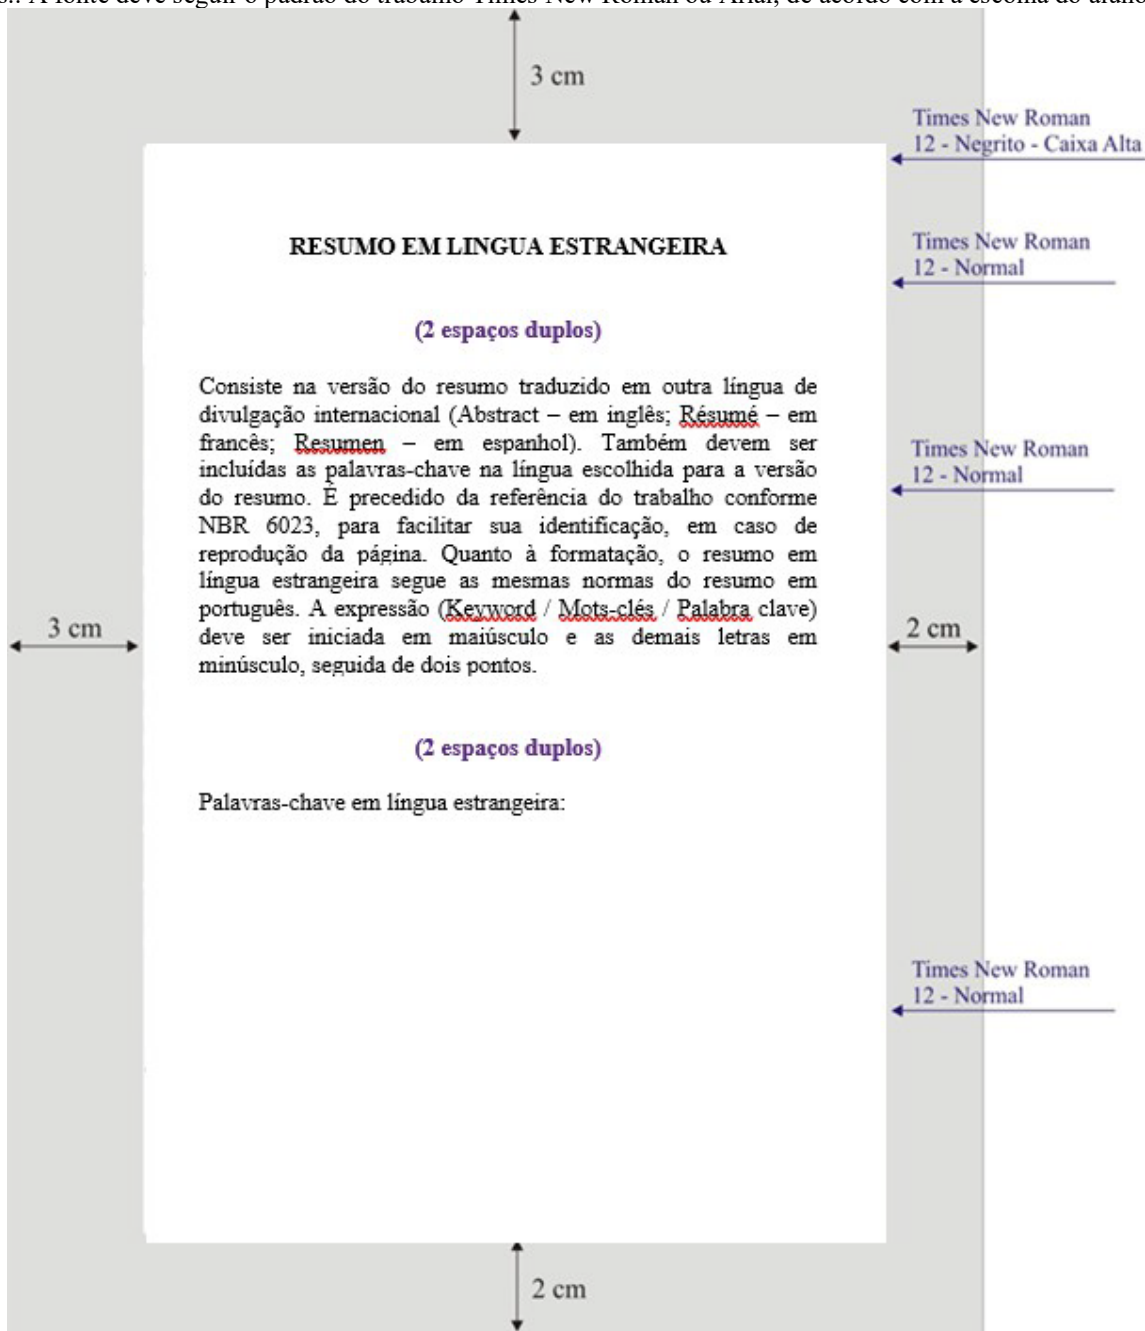 A fonte deve seguir o padrão do trabalho Times New Roman ou Arial, de acordo com a escolha do aluno
3 cm
Times New Roman
12 - Negrito - Caixa Alta
RESUMO EM LINGUA ESTRANGEIRA
Times New Roman
12 - Normal
(2 espaços duplos)
Consiste na versão do resumo traduzido em outra língua de
divulgação internacional (Abstract – em inglês; Résumé – em
francês; Resumen – em espanhol). Também devem ser
incluídas as palavras-chave na língua escolhida para a versão
do resumo. É precedido da referência do trabalho conforme
NBR 6023, para facilitar sua identificação, em caso de
reprodução da página. Quanto à formatação, o resumo em
língua estrangeira segue as mesmas normas do resumo em
português. A expressão (Keyword / Mots-clés / Palabra clave)
deve ser iniciada em maiúsculo e as demais letras em
minúsculo, seguida de dois pontos.
Times New Roman
12 - Normal
3 cm
2 cm
(2 espaços duplos)
Palavras-chave em língua estrangeira:
Times New Roman
12 - Normal
2 cm